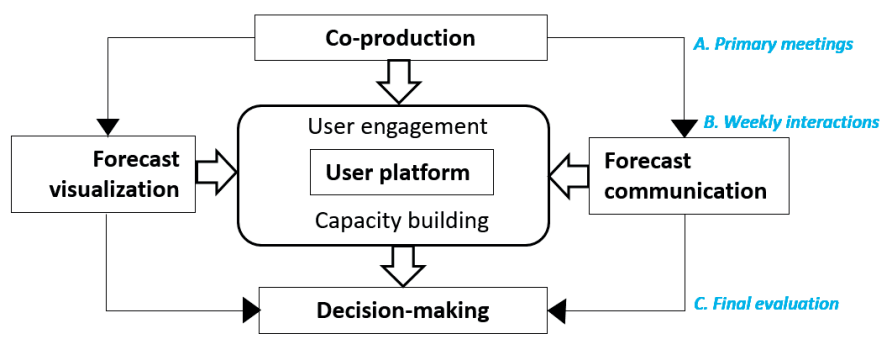 Co-production
A. Primary meetings
B. Weekly interactions
User engagement
Forecast
visualization
User platform
Forecast
communication
Capacity building
Decision-making
C. Final evaluation